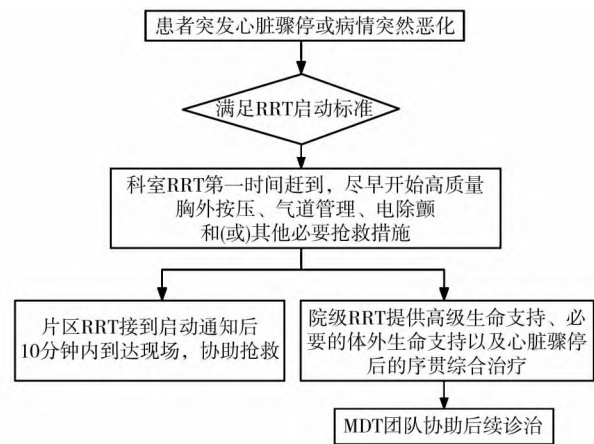 患者突发心脏骤停或病情突然恶化
满足RRT启动标准
科室RRT第一时间赶到，尽早开始高质量
胸外按压、气道管理、电除颤
和(或)其他必要抢救措施
片区RRT接到启动通知后
10分钟内到达现场，协助抢救
院级RRT提供高级生命支持、必
要的体外生命支持以及心脏骤停
后的序贯综合治疗
MDT团队协助后续诊治